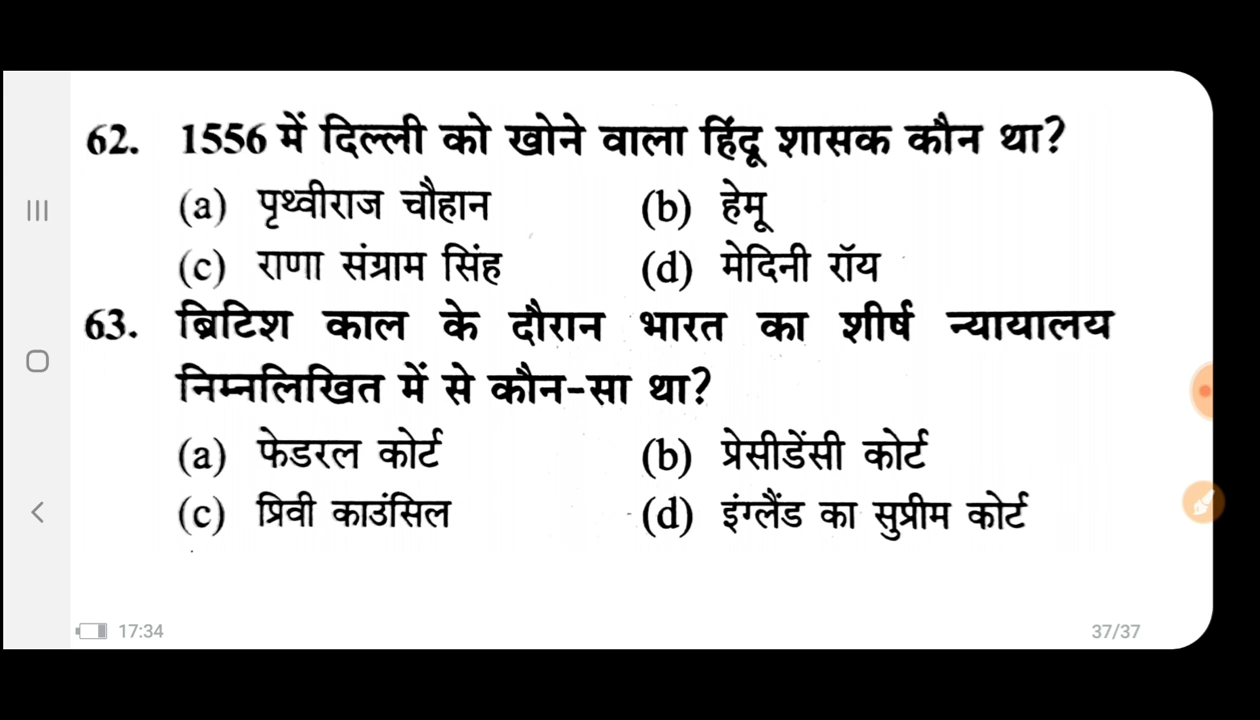 62. 1556 में दिल्ली को खोने वाला हिंदू शासक कौन था?
(a) पृथ्वीराज चौहान (b) हेमू
(c) राणा संग्राम सिंह (d) मेदिनी रॉय
63. ब्रिटिश काल के दौरान भारत का शीर्ष न्यायालय
निम्नलिखित में से कौन-सा था?
(a) फेडरल कोर्ट (b) प्रेसीडेंसी कोर्ट
(c) प्रिवी काउंसिल (d) इंग्लैंड का सुप्रीम कोर्ट
17:34 37/37